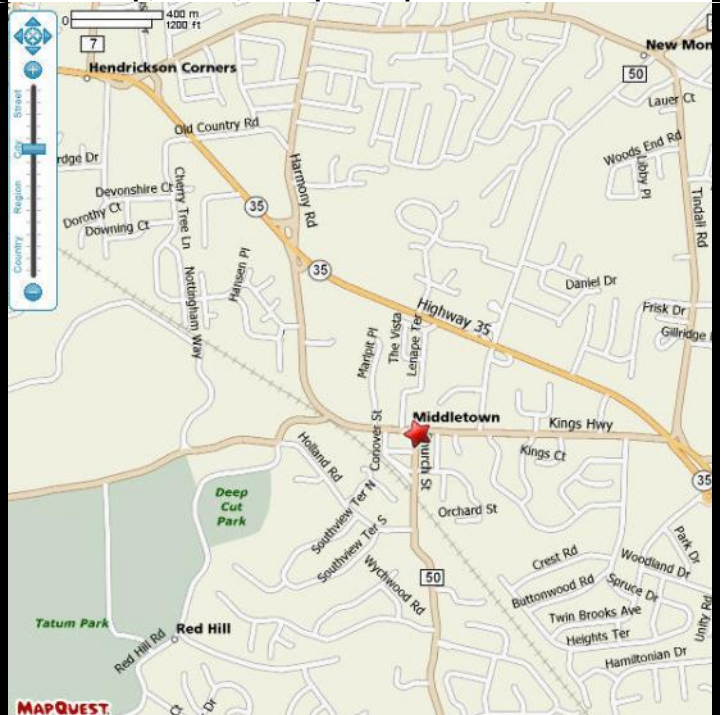 0
400 m
1200 ft
7
Hendrickson Corners
New Mon
50
Street
City
Region
Country
Lauer Ct
Old Country Rd
Woods End Rd
Libby Pl
rdge Dr
Devonshire Ct
Dorothy Ct
Downing Ct
Cherry Tree Ln
Harmony Rd
Tindall Rd
35
35
Hansen Pl
Nottingham Way
Daniel Dr
Highway 35
Frisk Dr
Gillridge
Marlpit Pl
The Vista
Lenape Ter
Middletown
Kings Hwy
Kings Ct
Conover St
hurch St
Holland Rd
35
Deep
Cut
Park
Southview Ter N
Southview Ter S
Orchard St
Park Dr
Crest Rd
Woodland Dr
50
Wychwood Rd
Buttonwood Rd
Spruce Dr
Twin Brooks Ave
Unity Rd
Tatum Park
Red Hill
Heights Ter
Red Hill Rd
Hamiltonian Dr
Ct
Dr
MAPQUEST